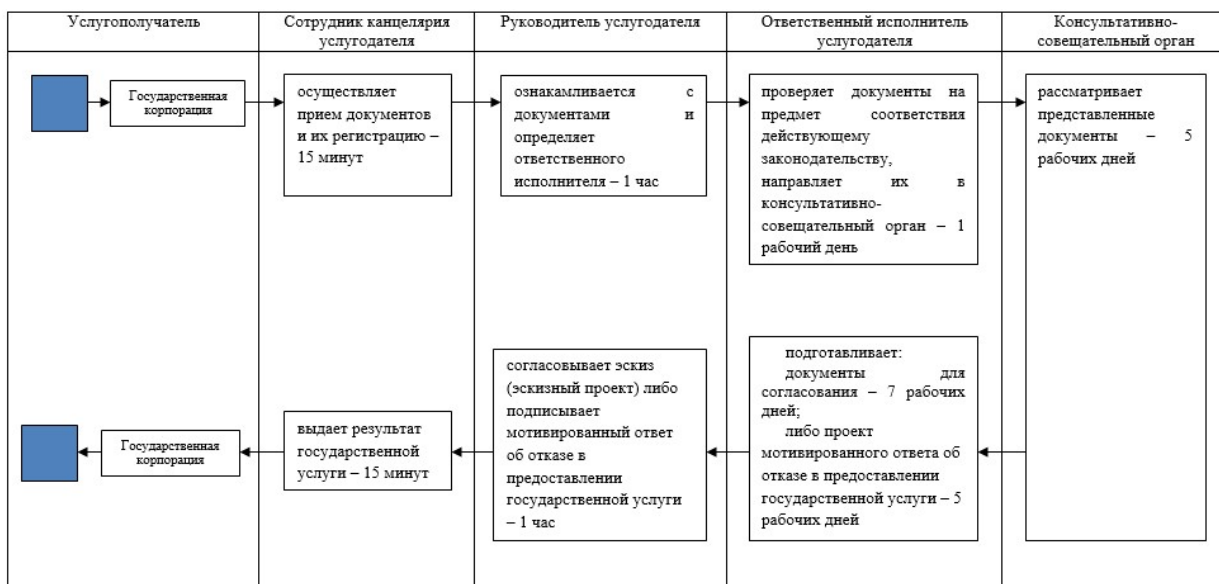 Услугополучатель
Сотрудник канцелярия
услугодателя
Руководитель услугодателя
Ответственный исполнитель
услугодателя
Консультативно-
совещательный орган
Государственная
корпорация
осуществляет
прием документов
и их регистрацию –
15 минут
ознакамливается с
документами и
определяет
ответственного
исполнителя – 1 час
проверяет документы на
предмет соответствия
действующему
законодательству,
направляет их в
консультативно-
совещательный орган – 1
рабочий день
рассматривает
представленные
документы – 5
рабочих дней
Государственная
корпорация
выдает результат
государственной
услуги – 15 минут
согласовывает эскиз
(эскизный проект) либо
подписывает
мотивированный ответ
об отказе в
предоставлении
государственной услуги
– 1 час
подготавливает:
документы для
согласования – 7 рабочих
дней;
либо проект
мотивированного ответа об
отказе в предоставлении
государственной услуги – 5
рабочих дней